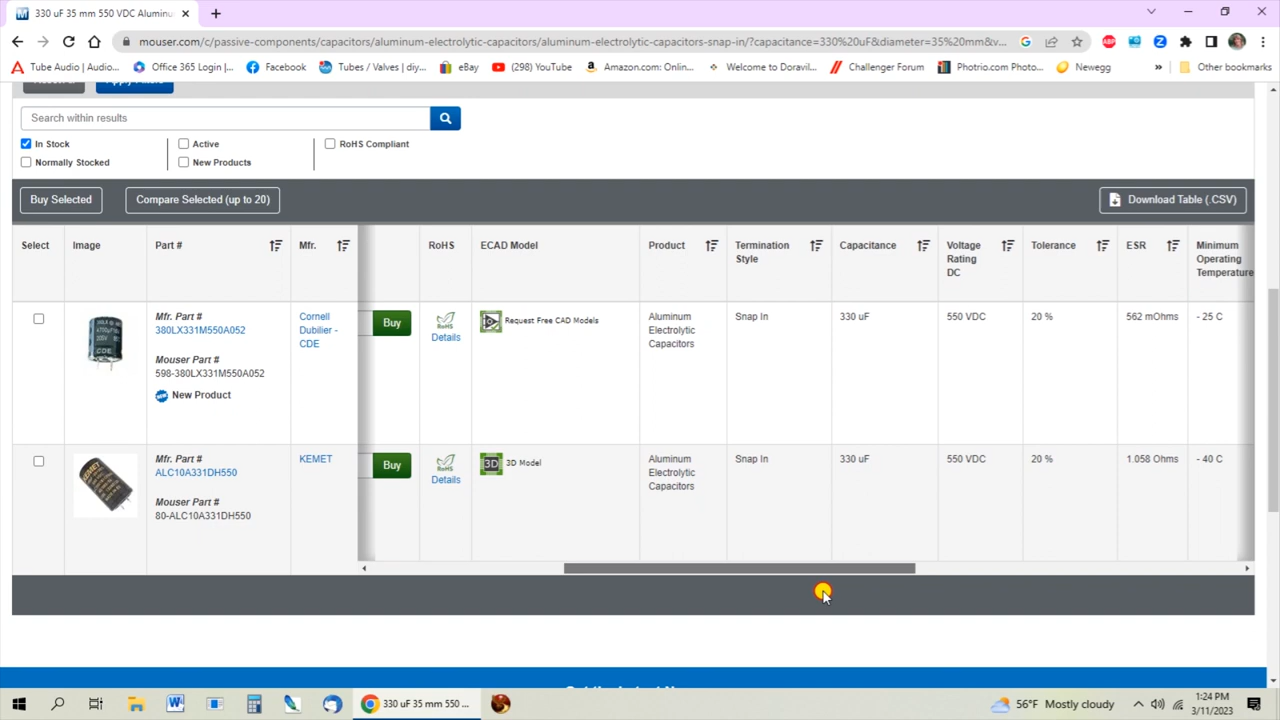 330 uF 35 mm 550 VDC Aluminum
mouser.com/c/passive-components/capacitors/aluminum-electrolytic-capacitors/aluminum-electrolytic-capacitors-snap-in/?capacitance=330%20uF&diameter=35%20mm&v...
Tube Audio | Audio...
Office 365 Login |...
Facebook
Tubes / Valves | diy...
eBay
(298) YouTube
Amazon.com: Onlin...
Welcome to Doravil...
Challenger Forum
Photrio.com Photo...
Newegg
»
Other bookmarks
Search within results
In Stock
Active
RoHS Compliant
Normally Stocked
New Products
Buy Selected
Compare Selected (up to 20)
Download Table (.CSV)
Select
Image
Part #
Mfr.
RoHS
ECAD Model
Product
Termination
Style
Capacitance
Voltage
Rating
DC
Tolerance
ESR
Minimum
Operating
Temperature
Mfr. Part #
380LX331M550A052
Mouser Part #
598-380LX331M550A052
New Product
Cornell
Dubilier -
CDE
Buy
Details
Request Free CAD Models
Aluminum
Electrolytic
Capacitors
Snap In
330 uF
550 VDC
20 %
562 mOhms
- 25 C
Mfr. Part #
ALC10A331DH550
Mouser Part #
80-ALC10A331DH550
KEMET
Buy
Details
3D
3D Model
Aluminum
Electrolytic
Capacitors
Snap In
330 uF
550 VDC
20 %
1.058 Ohms
- 40 C
330 uF 35 mm 550 ...
56°F Mostly cloudy
1:24 PM
3/11/2023